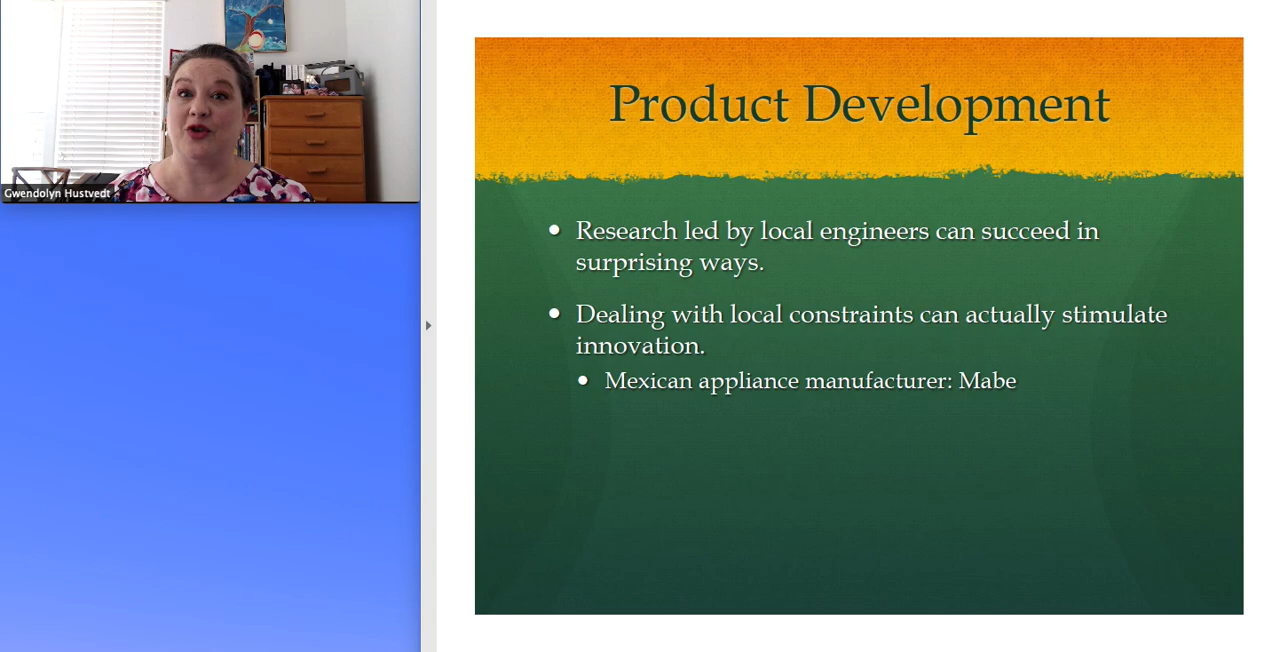 Gwendolyn Hustvedt
Product Development
• Research led by local engineers can succeed in
surprising ways.
• Dealing with local constraints can actually stimulate
innovation.
• Mexican appliance manufacturer: Mabe